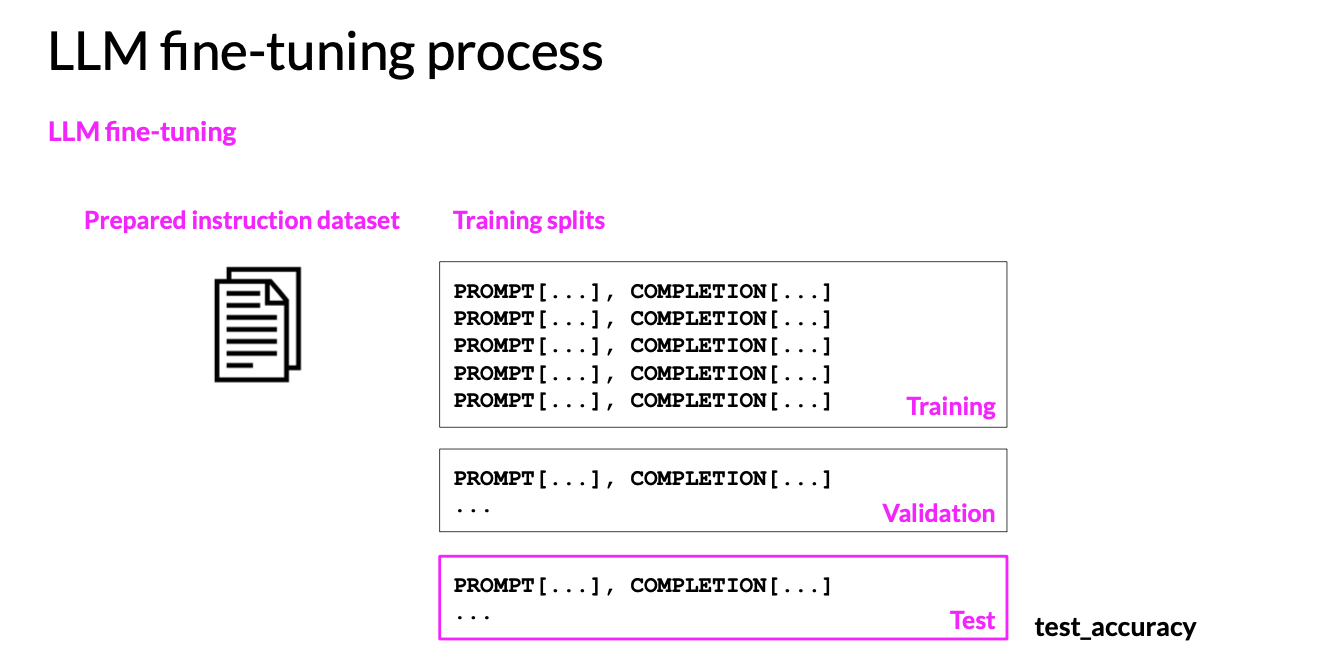 LLM fine-tuning process
LLM fine-tuning
Prepared instruction dataset
Training splits
PROMPT[...], COMPLETION[...]
PROMPT[...], COMPLETION[...]
PROMPT[...], COMPLETION[...]
PROMPT[...], COMPLETION[...]
PROMPT[...], COMPLETION[...]
Training
PROMPT[...], COMPLETION[...]
...
Validation
PROMPT[...], COMPLETION[...]
...
Test
test_accuracy